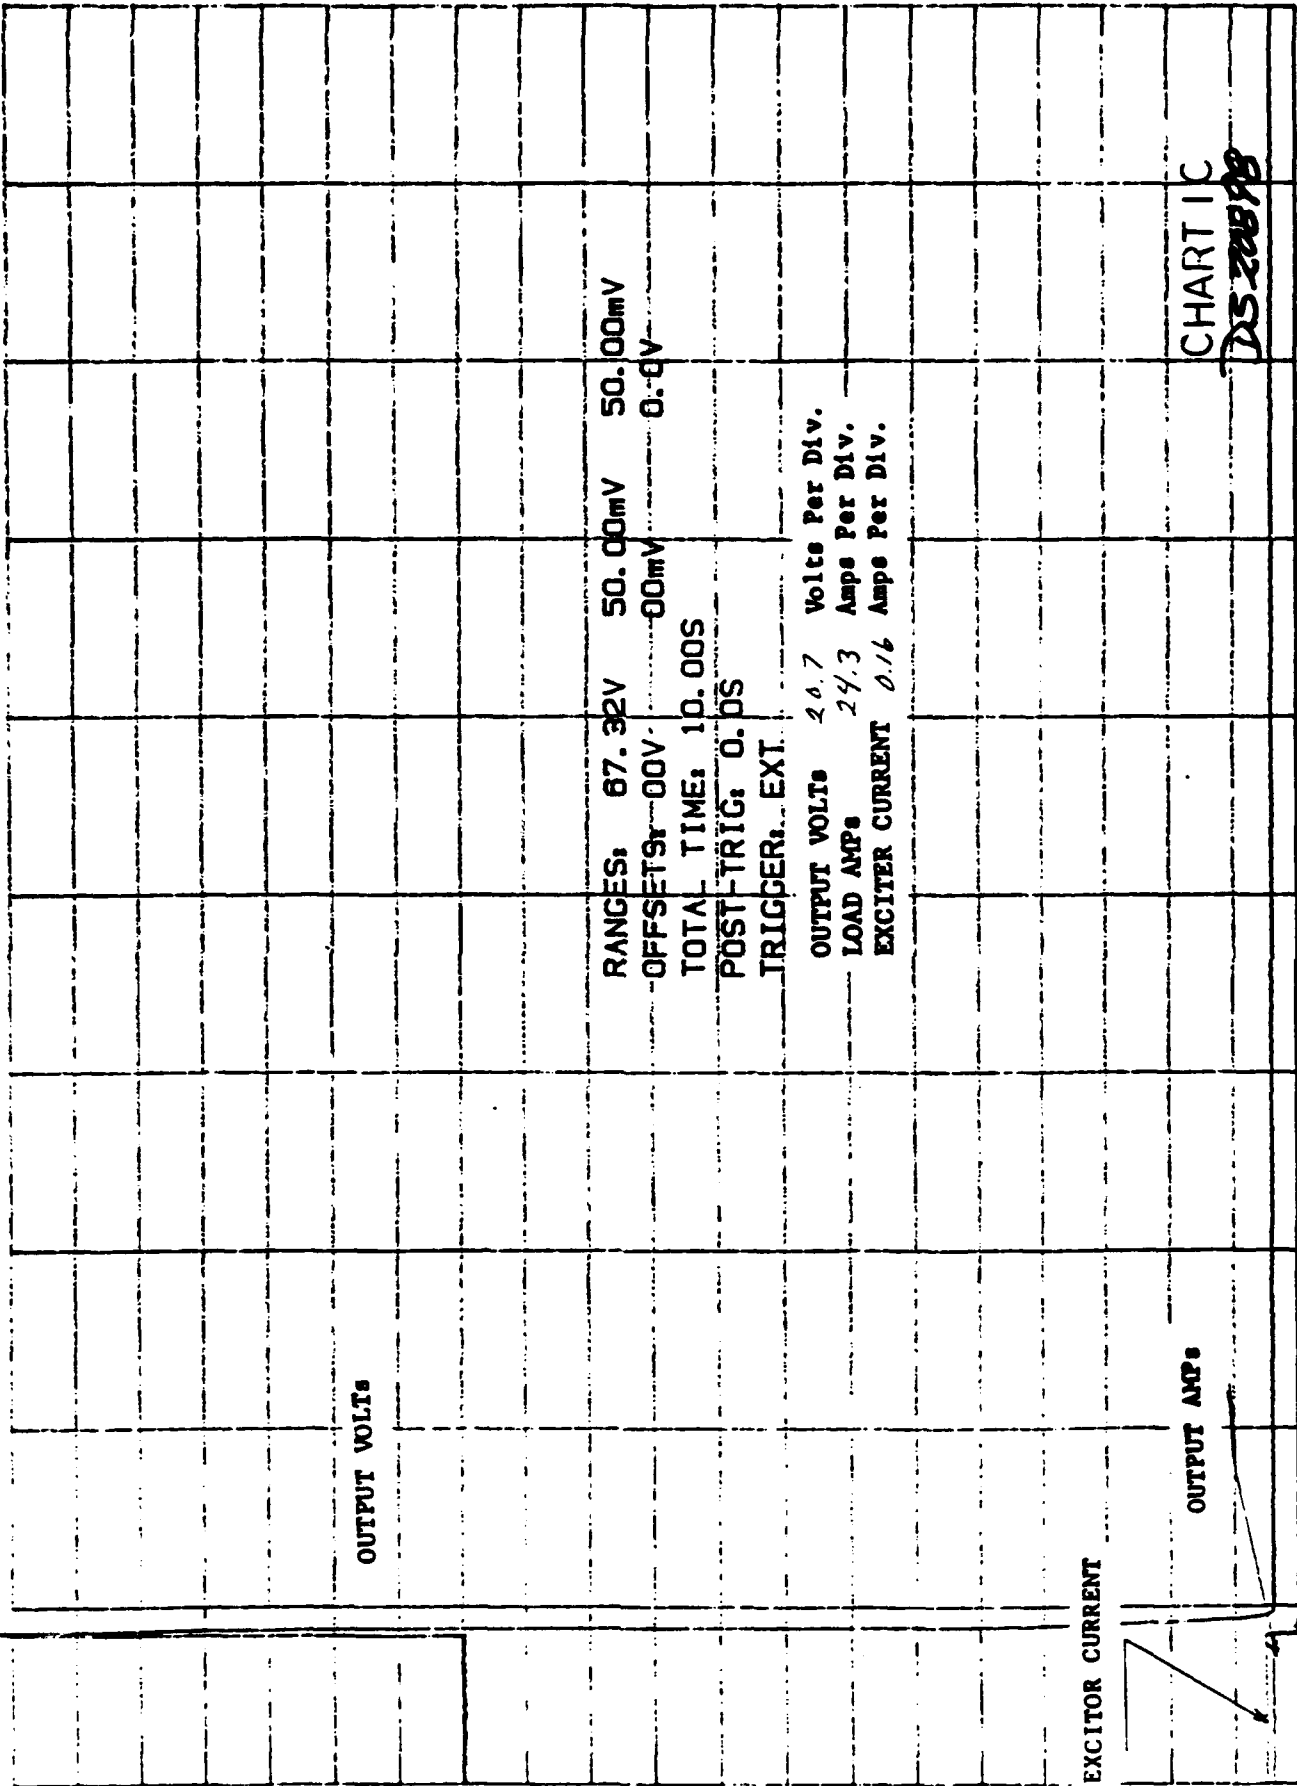 OUTPUT VOLTs
RANGES: 67.32V 50.00mV 50.00mV
OFFSETS: 00V 00mV 0.0V
TOTAL TIME: 10.00S
POST-TRIG: 0.0S
TRIGGER: EXT
OUTPUT VOLTs 20.7 Volts Per Div.
LOAD AMPs 24.3 Amps Per Div.
EXCITER CURRENT 0.16 Amps Per Div.
EXCITOR CURRENT
OUTPUT AMPs
CHART 1C